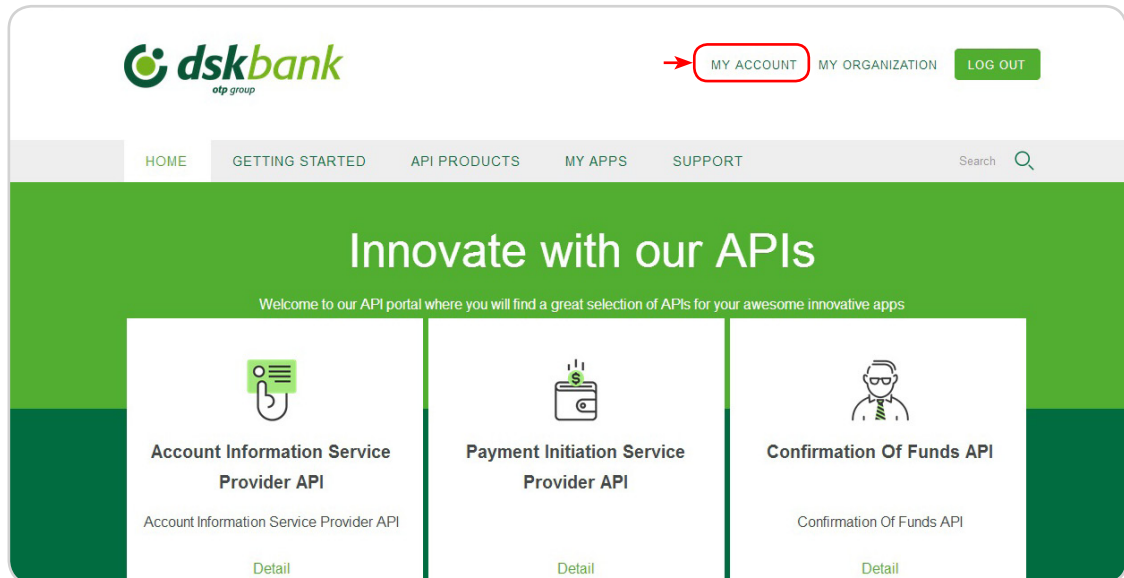 dskbank
otp group
MY ACCOUNT MY ORGANIZATION LOG OUT
HOME GETTING STARTED API PRODUCTS MY APPS SUPPORT Search
Innovate with our APIs
Welcome to our API portal where you will find a great selection of APIs for your awesome innovative apps
$
Account Information Service
Provider API
Account Information Service Provider API
Detail
Payment Initiation Service
Provider API
Detail
Confirmation Of Funds API
Confirmation Of Funds API
Detail